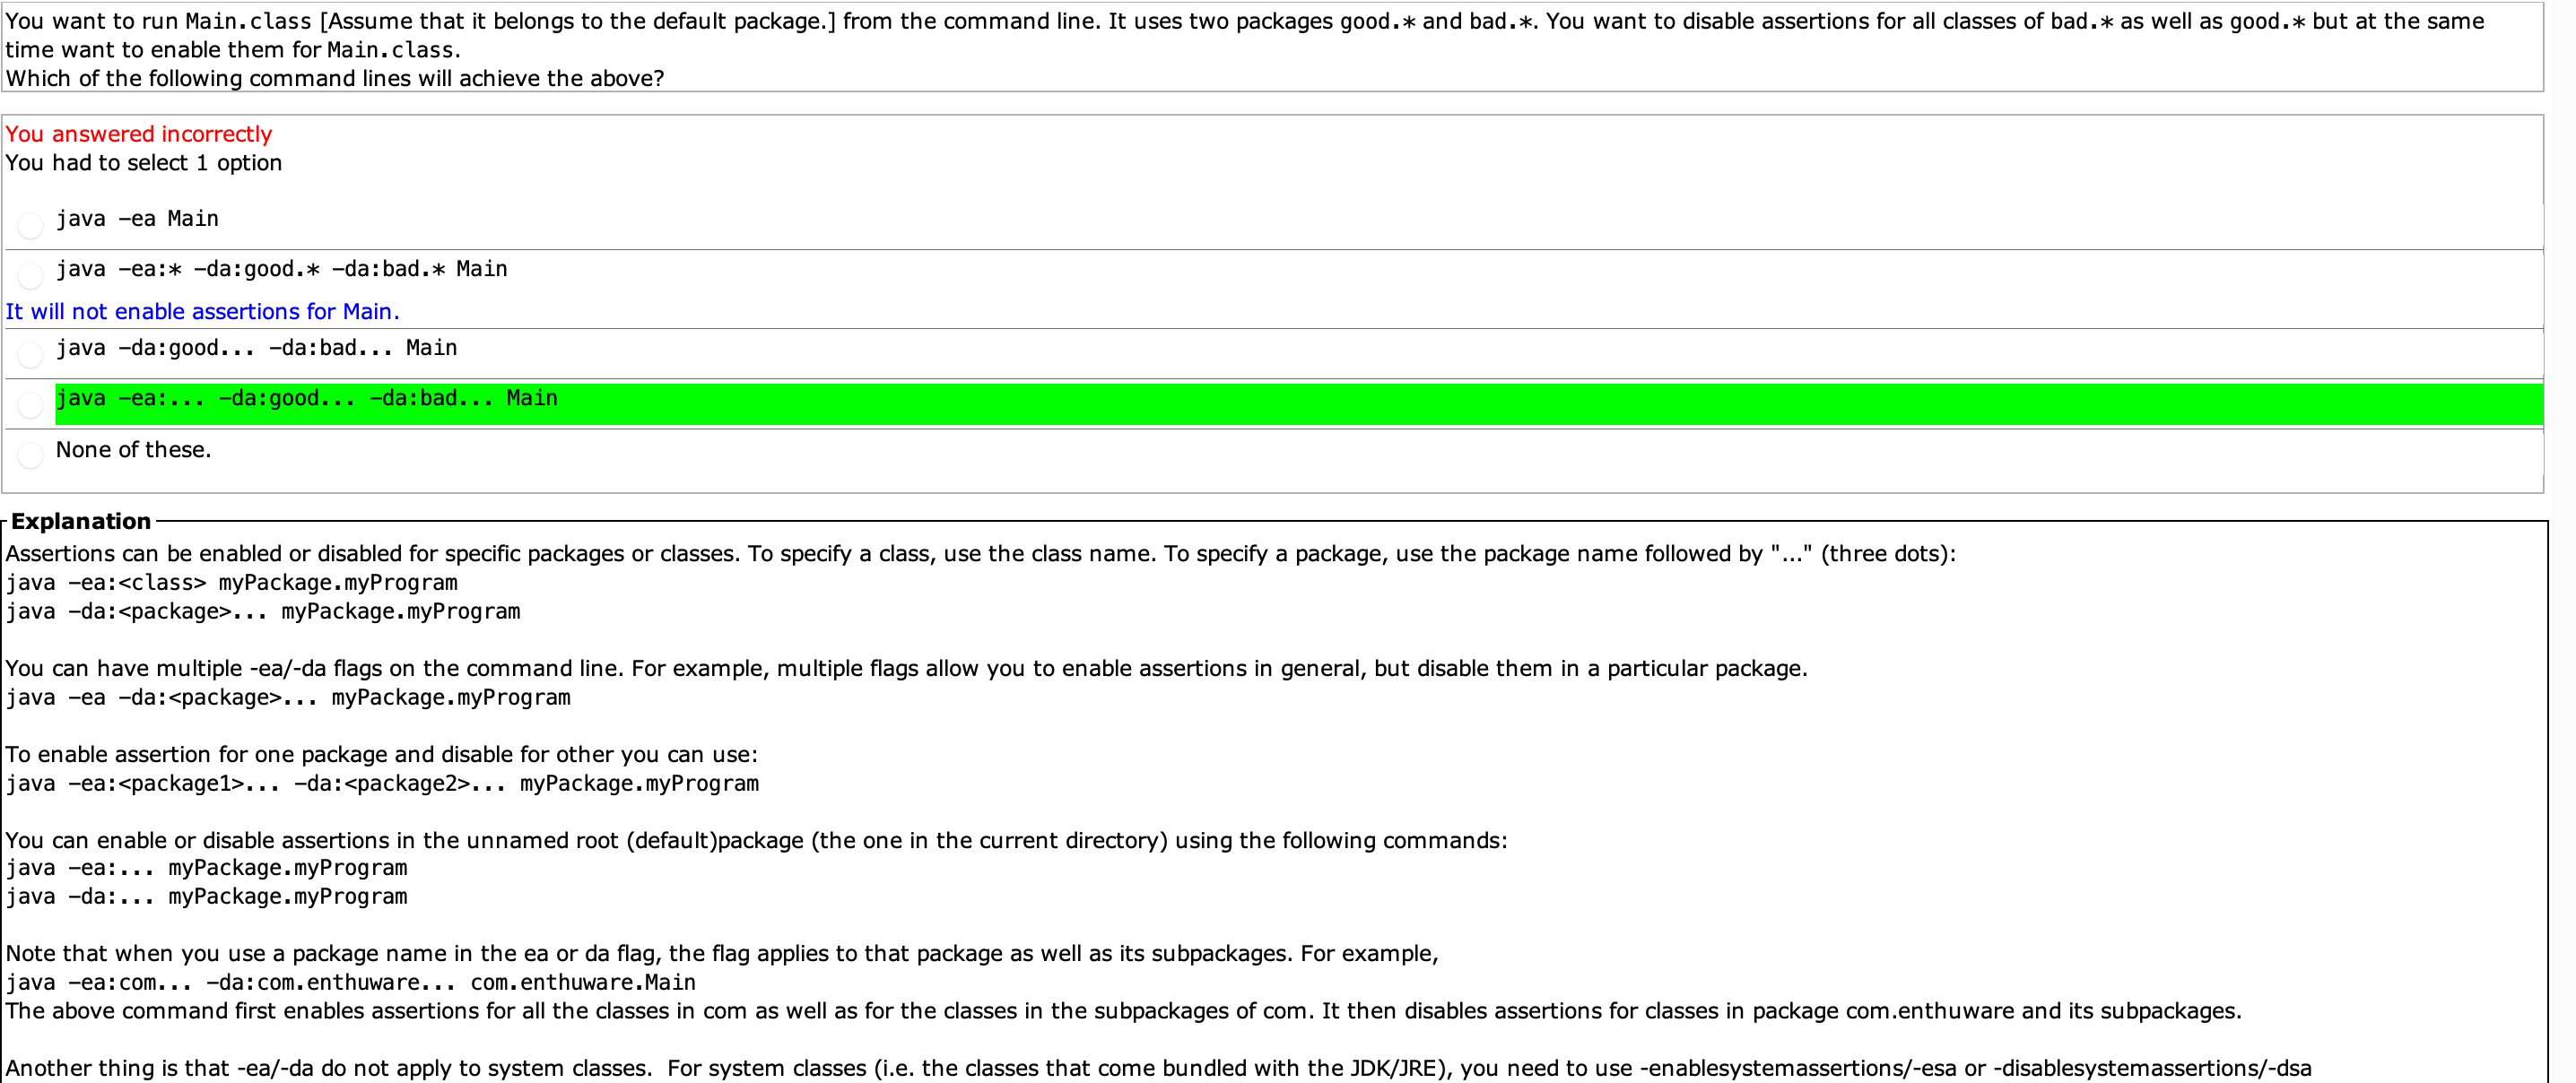 You want to run Main.class [Assume that it belongs to the default package.] from the command line. It uses two packages good.* and bad.*. You want to disable assertions for all classes of bad.* as well as good.* but at the same
time want to enable them for Main.class.
Which of the following command lines will achieve the above?
You answered incorrectly
You had to select 1 option
java -ea Main
java -ea:* -da:good.* -da:bad.* Main
It will not enable assertions for Main.
java -da:good... -da:bad... Main
java -ea:... -da:good... -da:bad... Main
None of these.
Explanation
Assertions can be enabled or disabled for specific packages or classes. To specify a class, use the class name. To specify a package, use the package name followed by "..." (three dots):
java -ea:<class> myPackage.myProgram
java -da:<package>... myPackage.myProgram
You can have multiple -ea/-da flags on the command line. For example, multiple flags allow you to enable assertions in general, but disable them in a particular package.
java -ea -da:<package>... myPackage.myProgram
To enable assertion for one package and disable for other you can use:
java -ea:<package1>... -da:<package2>... myPackage.myProgram
You can enable or disable assertions in the unnamed root (default)package (the one in the current directory) using the following commands:
java -ea:... myPackage.myProgram
java -da:... myPackage.myProgram
Note that when you use a package name in the ea or da flag, the flag applies to that package as well as its subpackages. For example,
java -ea:com... -da:com.enthuware... com.enthuware.Main
The above command first enables assertions for all the classes in com as well as for the classes in the subpackages of com. It then disables assertions for classes in package com.enthuware and its subpackages.
Another thing is that -ea/-da do not apply to system classes.  For system classes (i.e. the classes that come bundled with the JDK/JRE), you need to use -enablesystemassertions/-esa or -disablesystemassertions/-dsa